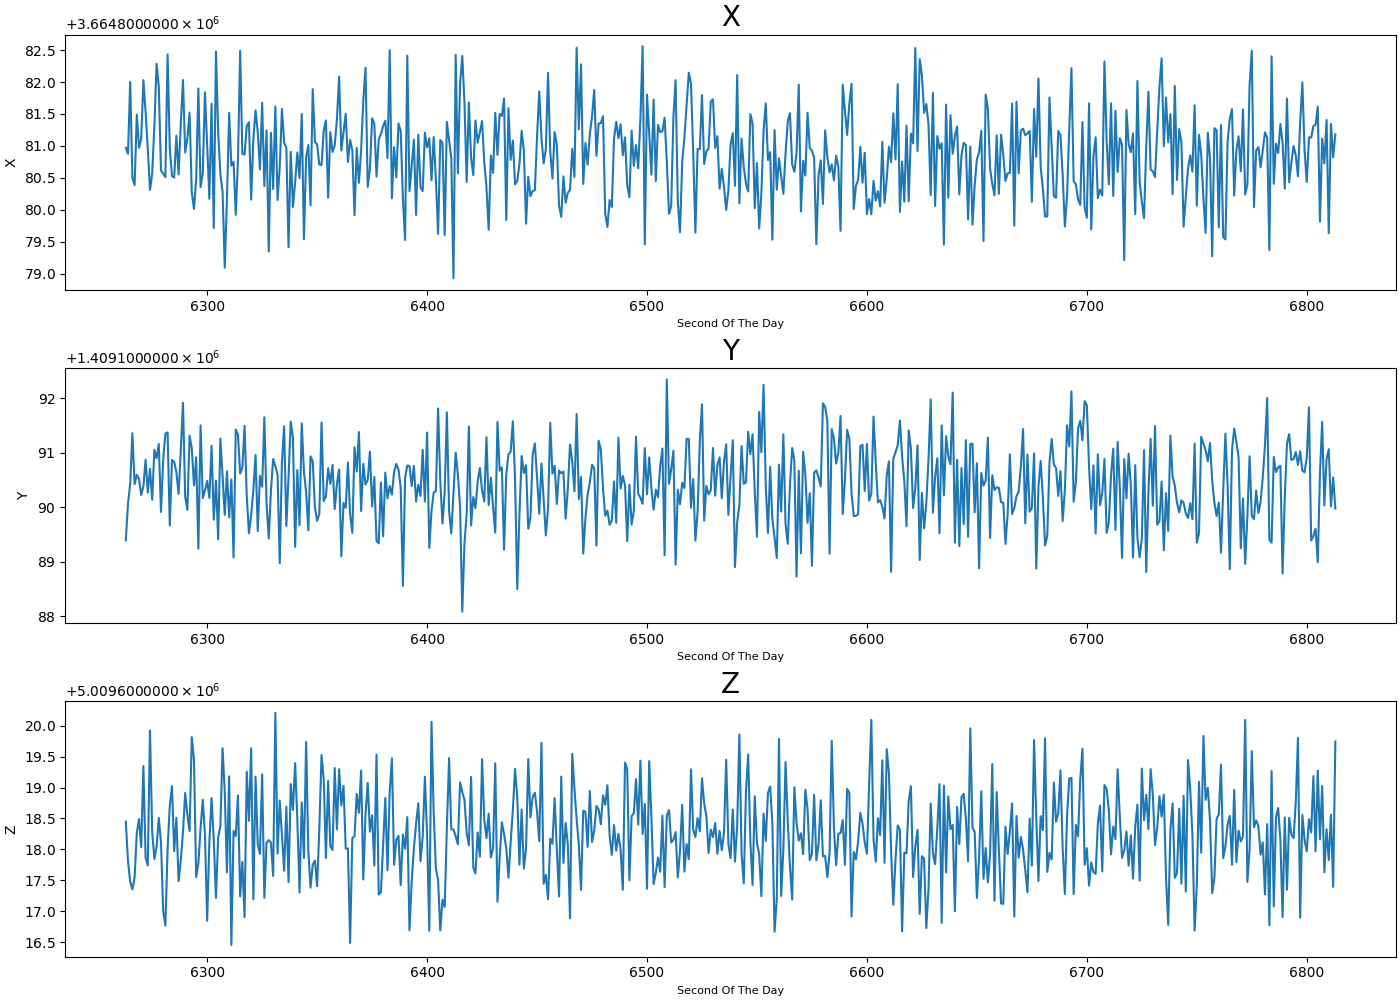 X
+3.6648000000 × 10⁶
X
82.5
82.0
81.5
81.0
80.5
80.0
79.5
79.0
6300 6400 6500 6600 6700 6800
Second Of The Day
Y
+1.4091000000 × 10⁶
Y
92
91
90
89
88
6300 6400 6500 6600 6700 6800
Second Of The Day
Z
+5.0096000000 × 10⁶
Z
20.0
19.5
19.0
18.5
18.0
17.5
17.0
16.5
6300 6400 6500 6600 6700 6800
Second Of The Day